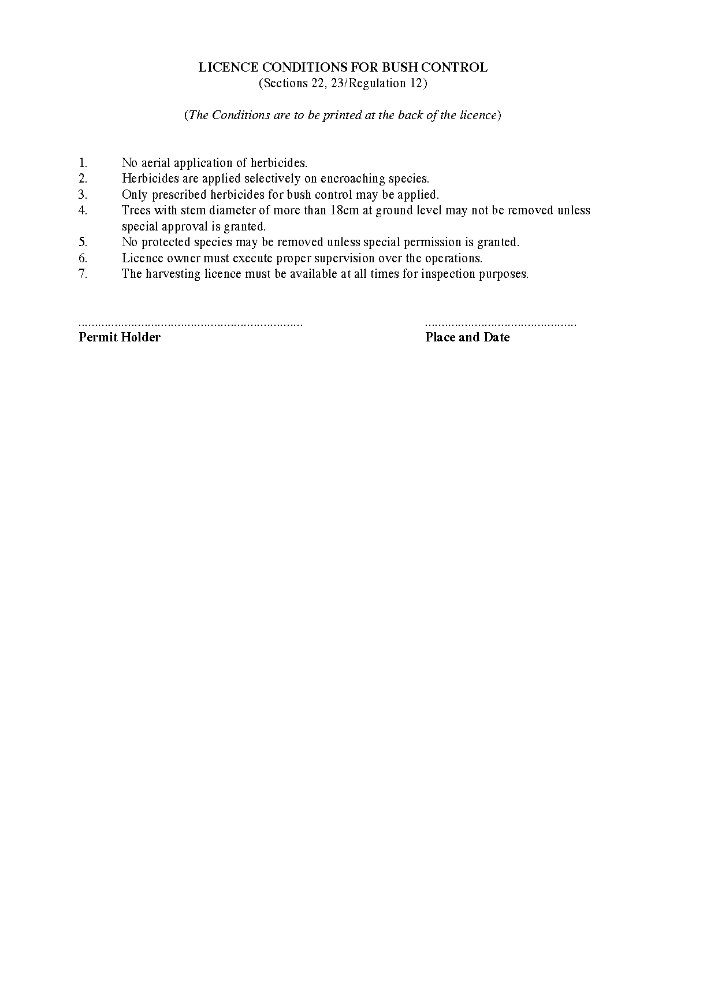 LICENCE CONDITIONS FOR BUSH CONTROL
(Sections 22, 23/Regulation 12)
(The Conditions are to be printed at the back of the licence)
1. No aerial application of herbicides.
2. Herbicides are applied selectively on encroaching species.
3. Only prescribed herbicides for bush control may be applied.
4. Trees with stem diameter of more than 18cm at ground level may not be removed unless
special approval is granted.
5. No protected species may be removed unless special permission is granted.
6. Licence owner must execute proper supervision over the operations.
7. The harvesting licence must be available at all times for inspection purposes.
.................................................................... ..............................................
Permit Holder Place and Date